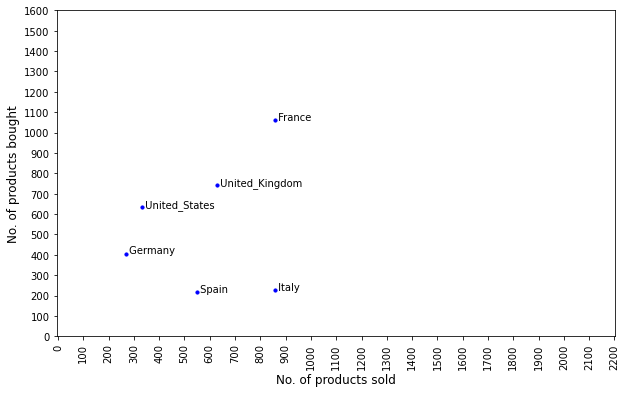 1600
1500
1400
1300
1200
1100
1000
900
800
700
600
500
400
300
200
100
0
No. of products bought
France
United_Kingdom
United_States
Germany
Spain
Italy
0 100 200 300 400 500 600 700 800 900 1000 1100 1200 1300 1400 1500 1600 1700 1800 1900 2000 2100 2200
No. of products sold